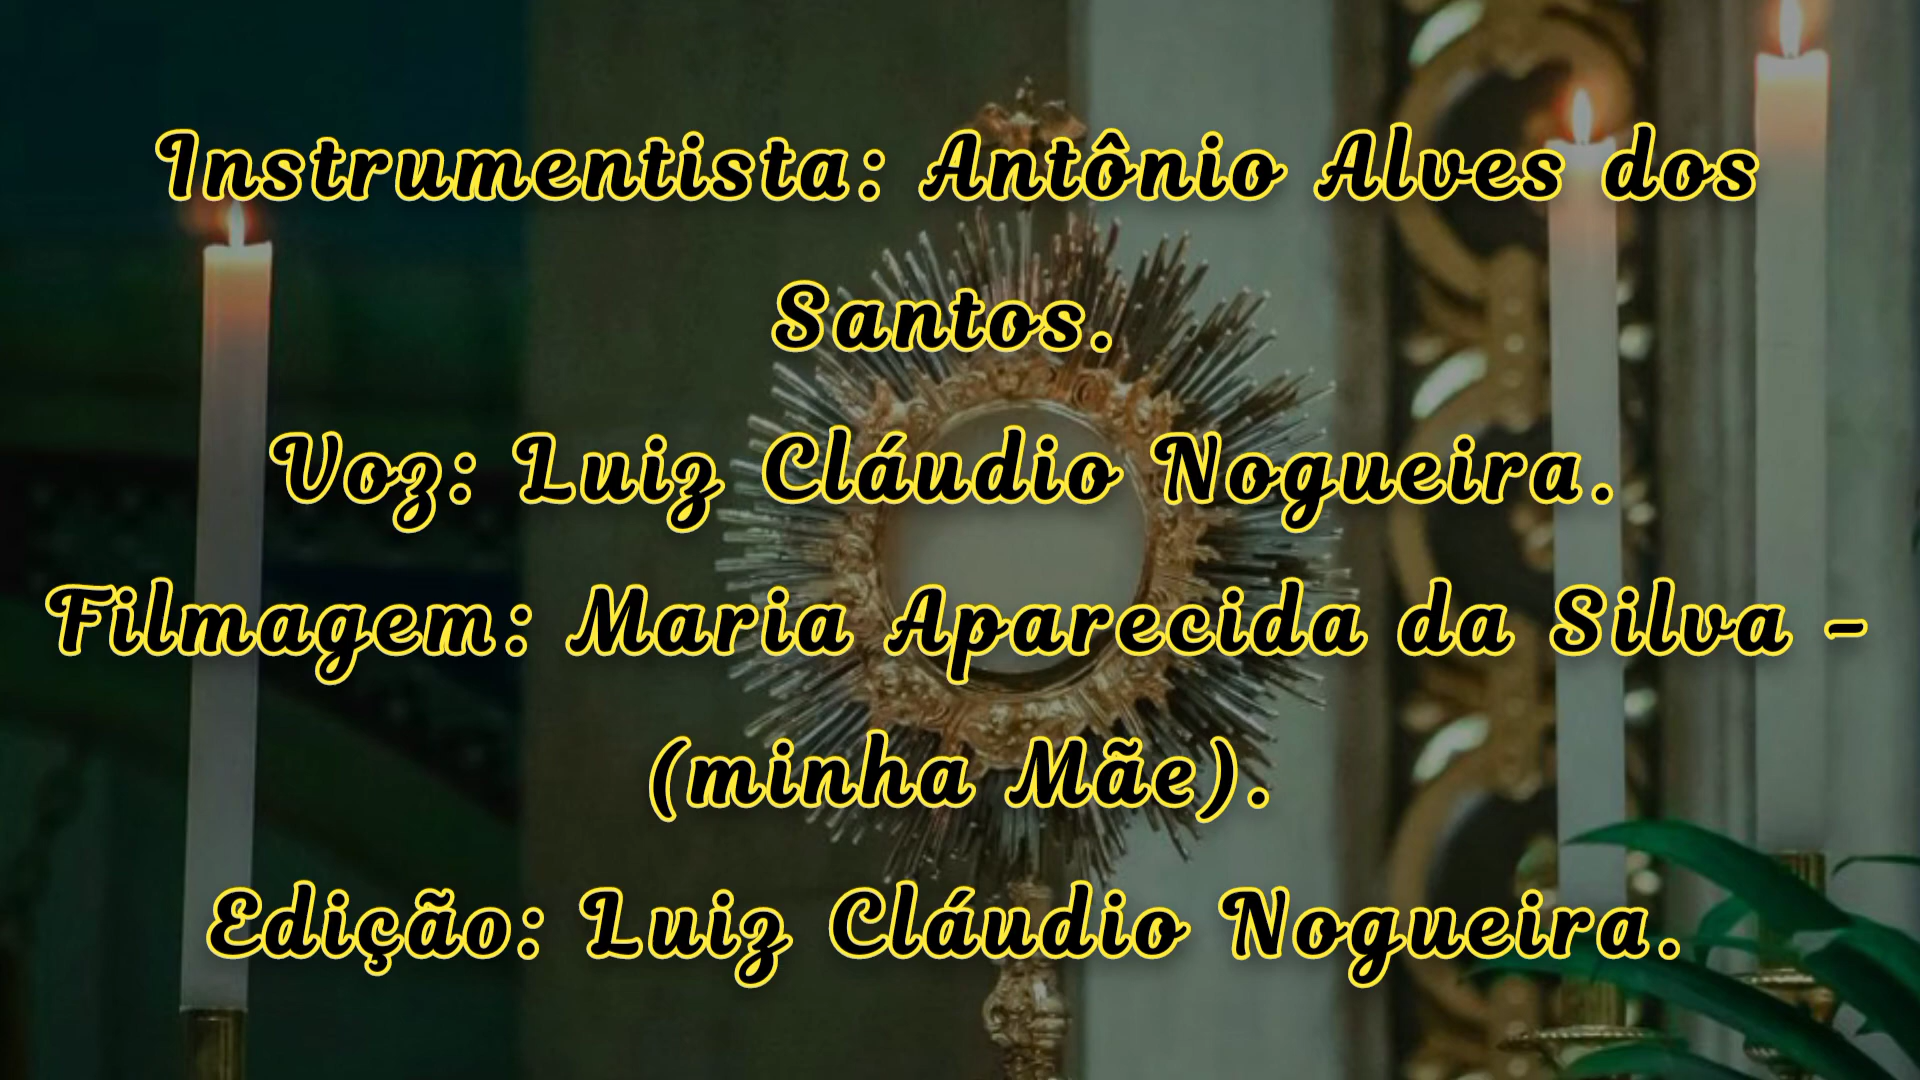 Instrumentista: Antônio Alves dos
Santos.
Voz: Luiz Cláudio Nogueira.
Filmagem: Maria Aparecida da Silva -
(minha Mãe).
Edição: Luiz Cláudio Nogueira.